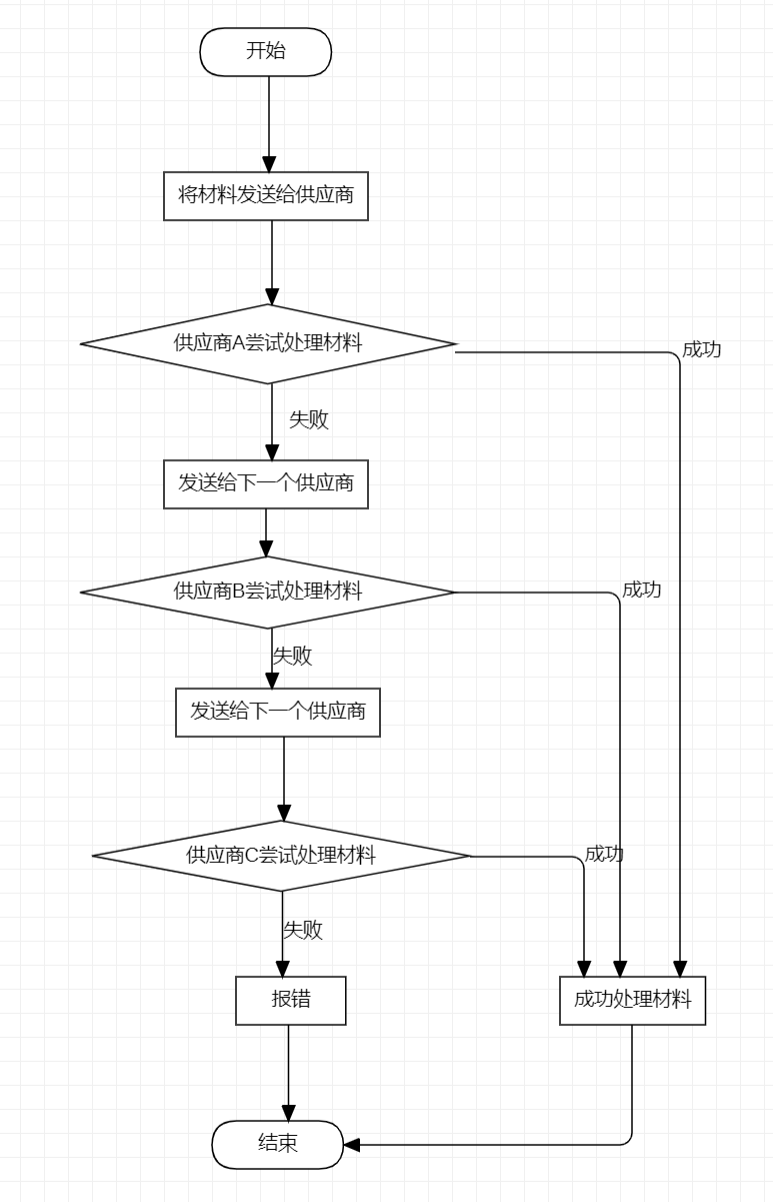 开始
将材料发送给供应商
供应商A尝试处理材料
成功
失败
发送给下一个供应商
供应商B尝试处理材料
成功
失败
发送给下一个供应商
供应商C尝试处理材料
成功
失败
报错
成功处理材料
结束